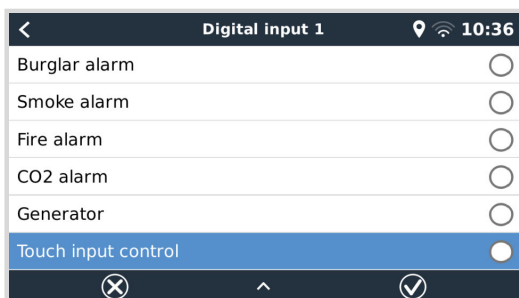 Digital input 1 10:36
Burglar alarm
Smoke alarm
Fire alarm
CO2 alarm
Generator
Touch input control